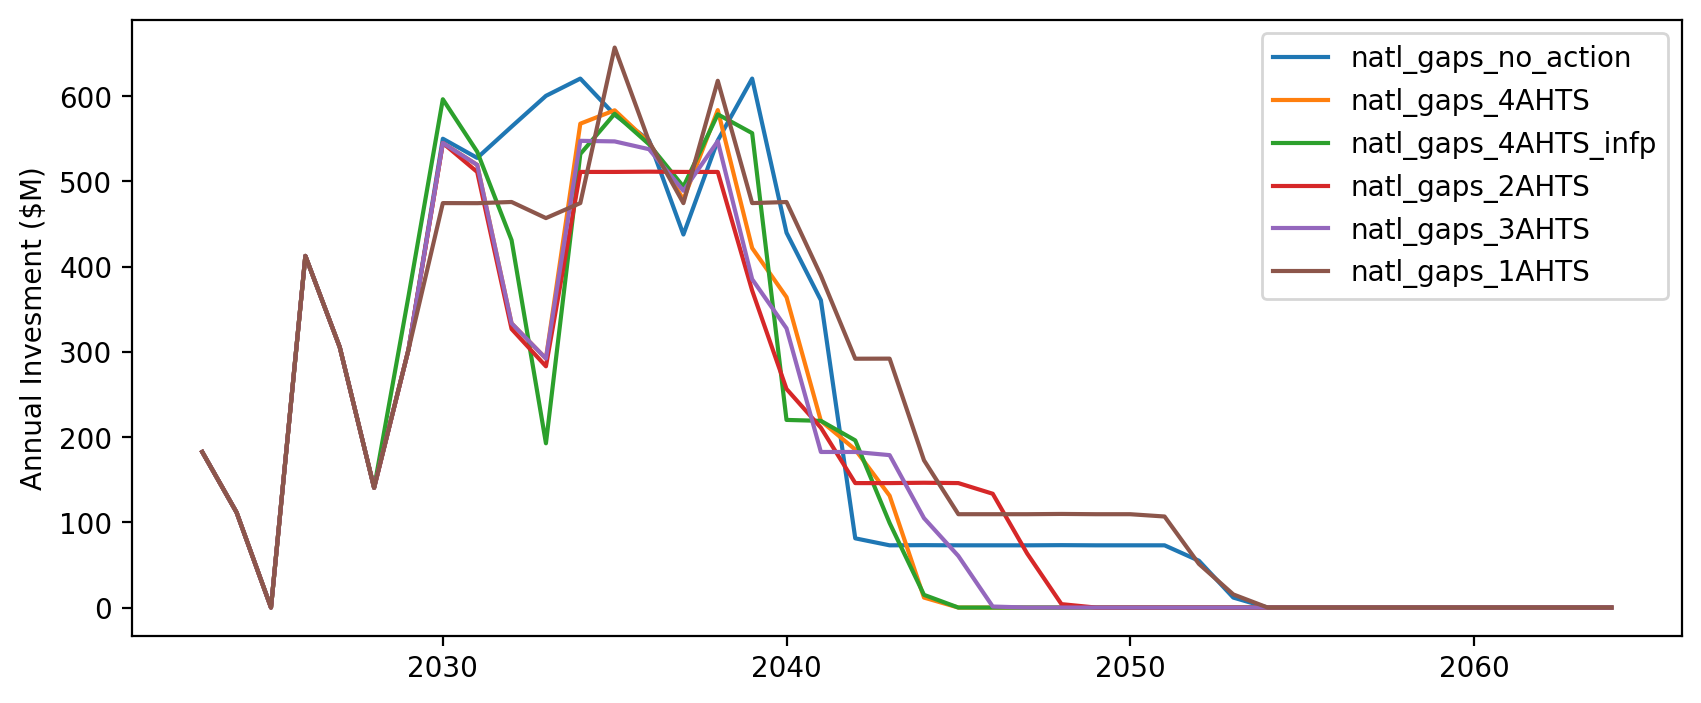 Annual Invesment ($M)
600
500
400
300
200
100
0
2030
2040
2050
2060
natl_gaps_no_action
natl_gaps_4AHTS
natl_gaps_4AHTS_infp
natl_gaps_2AHTS
natl_gaps_3AHTS
natl_gaps_1AHTS